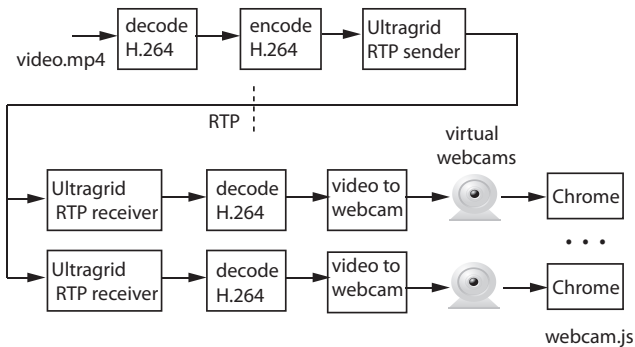 video.mp4
decode
H.264
encode
H.264
Ultragrid
RTP sender
RTP
virtual
webcams
Ultragrid
RTP receiver
decode
H.264
video to
webcam
Chrome
• • •
Ultragrid
RTP receiver
decode
H.264
video to
webcam
Chrome
webcam.js